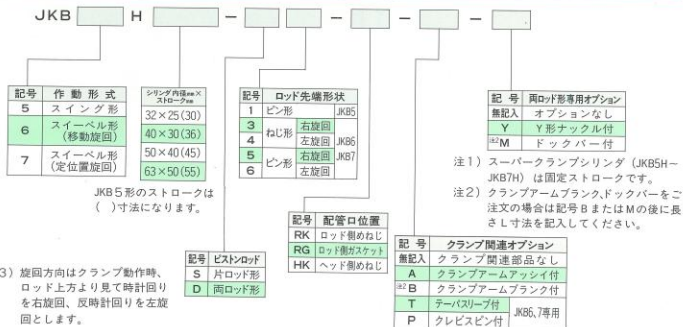 JKB H - - - -
記号 作動形式
5 スイング形
6 スイーベル形(移動旋回)
7 スイーベル形(定位置旋回)
シリンダ内径mm×ストロークmm
32×25(30)
40×30(36)
50×40(45)
63×50(55)
JKB5形のストロークは
( )寸法になります。
記号 ロッド先端形状
1 ピン形 JKB5
3 ねじ形 右旋回
4 左旋回
5 ピン形 右旋回
6 左旋回
JKB6
JKB7
記号 両ロッド形専用オプション
無記入 オプションなし
Y Y形ナックル付
注2 M ドックバー付
注1)スーパークランプシリンダ(JKB5H〜
JKB7H)は固定ストロークです。
注2)クランプアームブランク、ドックバーをご
注文の場合は記号BまたはMの後に長
さL寸法を記入してください。
記号 配管口位置
RK ロッド側めねじ
RG ロッド側ガスケット
HK ヘッド側めねじ
記号 ピストンロッド
S 片ロッド形
D 両ロッド形
3)旋回方向はクランプ動作時、
ロッド上方より見て時計回り
を右旋回、反時計回りを左旋
回とします。
記号 クランプ関連オプション
無記入 クランプ関連部品なし
A クランプアームアッシイ付
注2 B クランプアームブランク付
T テーパスリーブ付
P クレビスピン付
JKB6、7専用